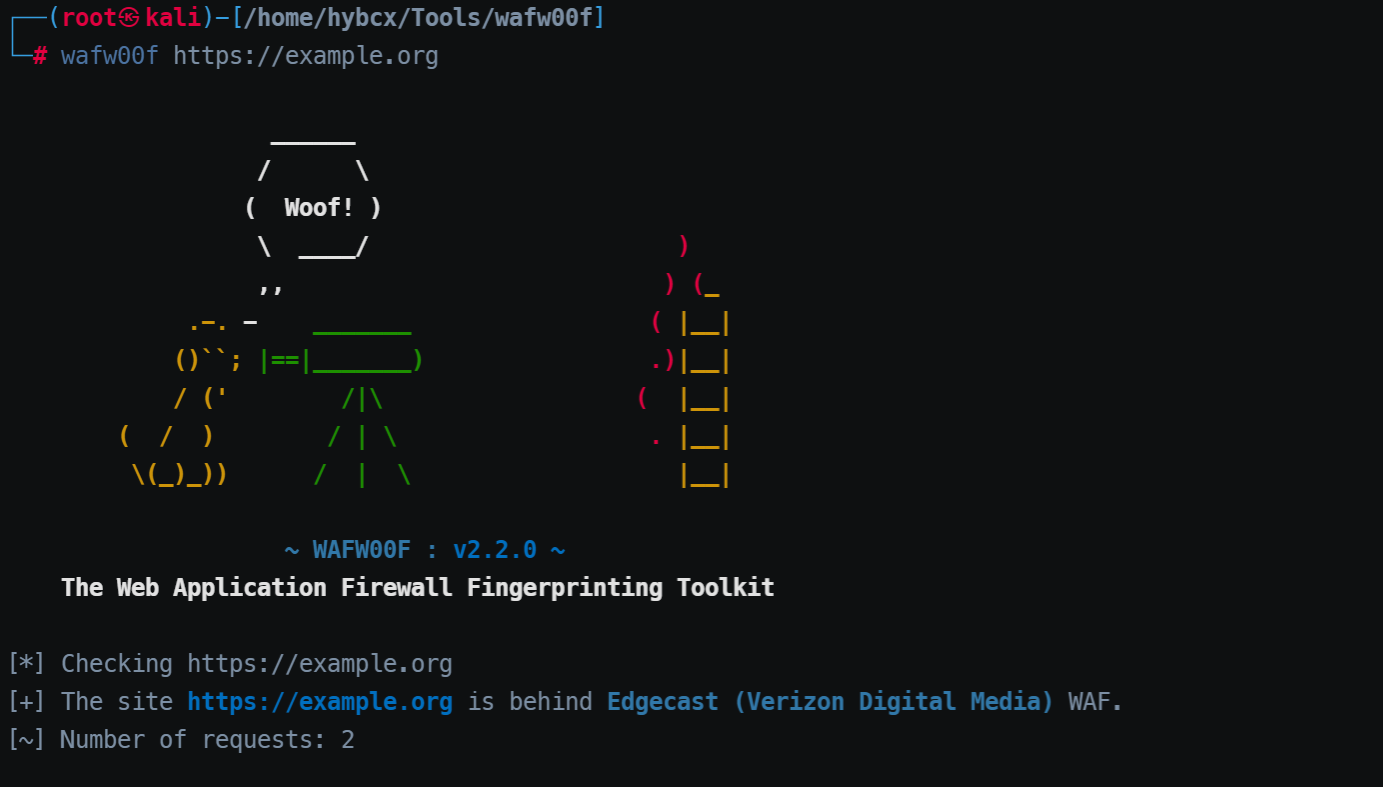 ┌──(root㉿kali)-[/home/hybcx/Tools/wafw00f]
└─# wafw00f https://example.org
                   ______
                  /      \
                 (  Woof! )
                  \  ____/                      )
                  ,,                           ) (_
             .-. -    _______                 ( |__|
            ()``; |==|_______)                .)|__|
            / ('        /|\                  (  |__|
        (  /  )        / | \                  . |__|
         \(_)_))      /  |  \                   |__|
                    ~ WAFW00F : v2.2.0 ~
    The Web Application Firewall Fingerprinting Toolkit
[*] Checking https://example.org
[+] The site https://example.org is behind Edgecast (Verizon Digital Media) WAF.
[~] Number of requests: 2